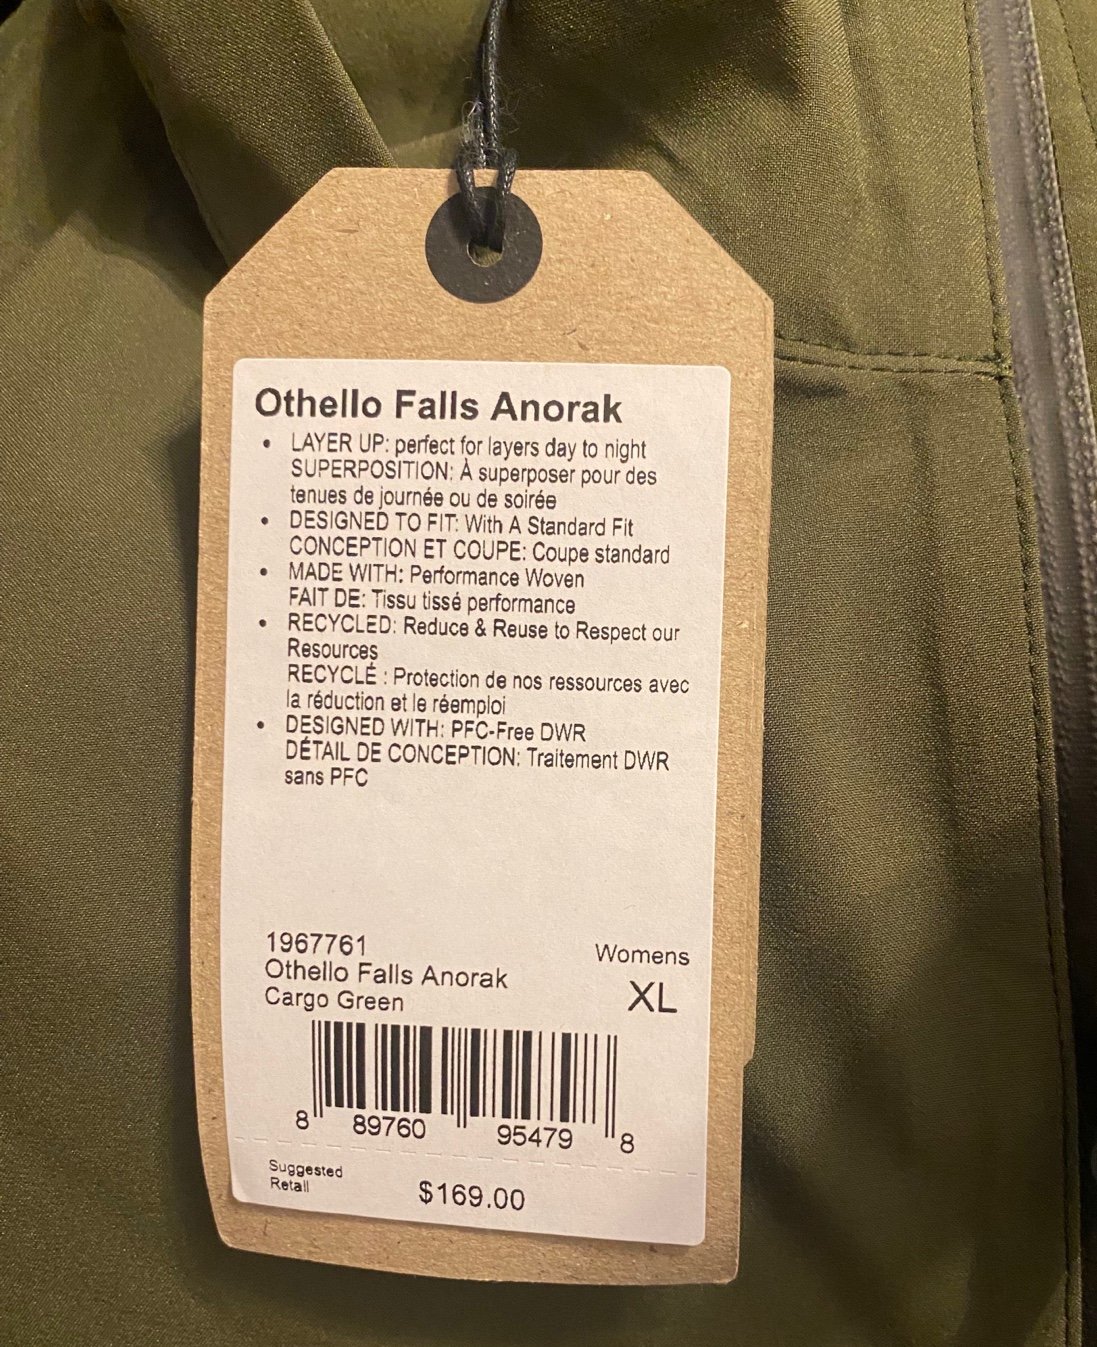 Othello Falls Anorak
• LAYER UP: perfect for layers day to night
SUPERPOSITION: À superposer pour des
tenues de journée ou de soirée
• DESIGNED TO FIT: With A Standard Fit
CONCEPTION ET COUPE: Coupe standard
• MADE WITH: Performance Woven
FAIT DE: Tissu tissé performance
• RECYCLED: Reduce & Reuse to Respect our
Resources
RECYCLÉ : Protection de nos ressources avec
la réduction et le réemploi
• DESIGNED WITH: PFC-Free DWR
DÉTAIL DE CONCEPTION: Traitement DWR
sans PFC
1967761
Othello Falls Anorak
Cargo Green
Womens
XL
8 89760 95479 8
Suggested
Retail
$169.00